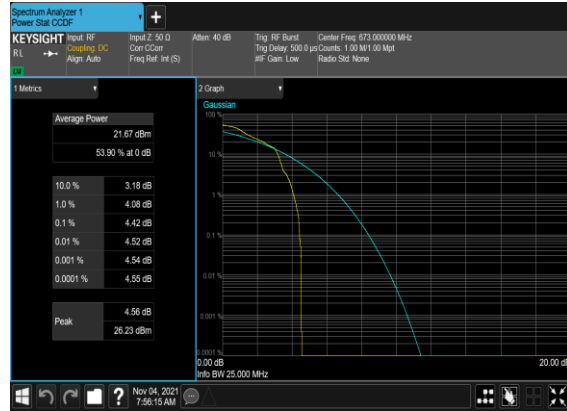 Spectrum Analyzer 1
Power Stat CCDF
KEYSIGHT
RL
Input: RF
Coupling: DC
Align: Auto
Input Z: 50 Ω
Corr CCorr
Freq Ref: Int (S)
Atten: 40 dB
Trig: RF Burst
Trig Delay: 500.0 µs
#IF Gain: Low
Center Freq: 673.000000 MHz
Counts: 1.00 M/1.00 Mpt
Radio Std: None
1 Metrics
Average Power
21.67 dBm
53.90 % at 0 dB
10.0 % 3.18 dB
1.0 % 4.08 dB
0.1 % 4.42 dB
0.01 % 4.52 dB
0.001 % 4.54 dB
0.0001 % 4.55 dB
Peak
4.56 dB
26.23 dBm
2 Graph
Gaussian
100 %
10 %
1 %
0.1 %
0.01 %
0.001 %
0.0001 %
0.00 dB
20.00 dB
Info BW 25.000 MHz
Nov 04, 2021
7:56:15 AM